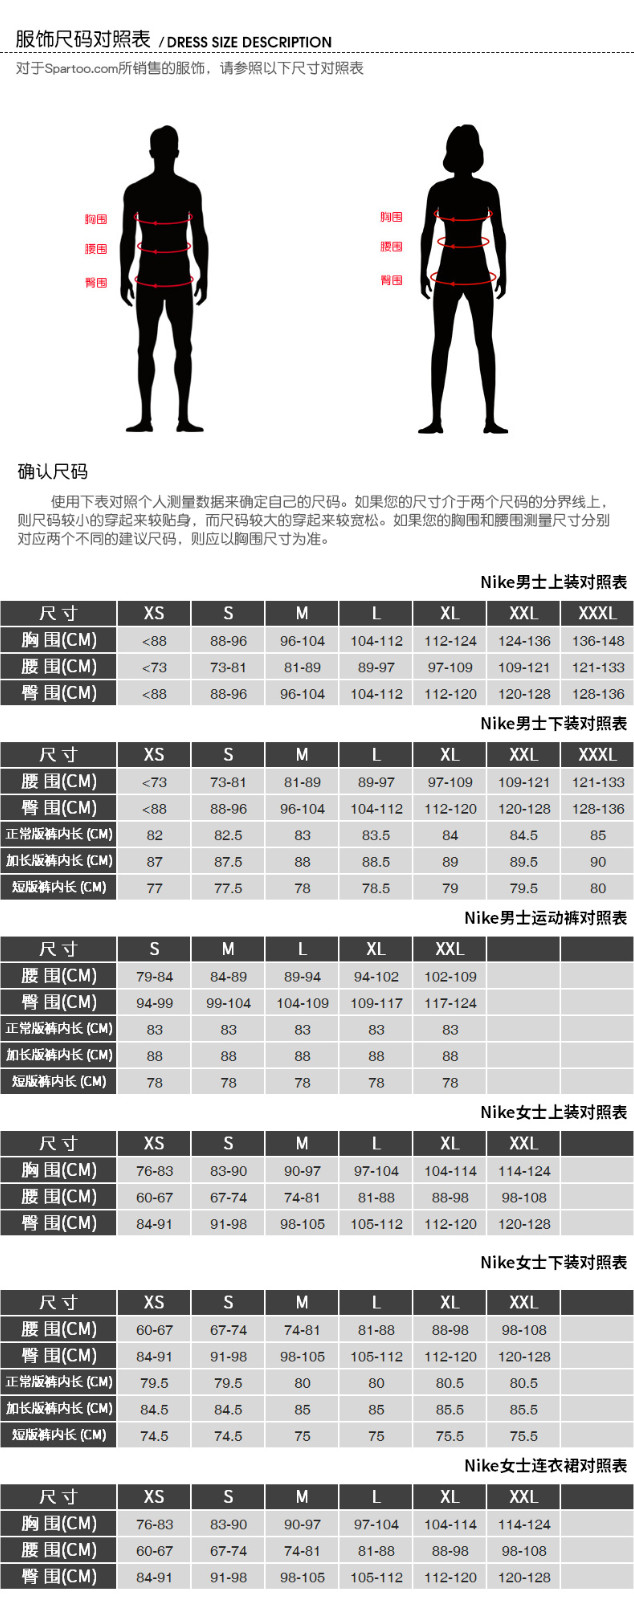 服饰尺码对照表 / DRESS SIZE DESCRIPTION
对于Spartoo.com所销售的服饰，请参照以下尺寸对照表
胸围 胸围
腰围 腰围
臀围 臀围
确认尺码
使用下表对照个人测量数据来确定自己的尺码。如果您的尺寸介于两个尺码的分界线上，
则尺码较小的穿起来较贴身，而尺码较大的穿起来较宽松。如果您的胸围和腰围测量尺寸分别
对应两个不同的建议尺码，则应以胸围尺寸为准。
Nike男士上装对照表
尺 寸 XS S M L XL XXL XXXL
胸 围(CM) <88 88-96 96-104 104-112 112-124 124-136 136-148
腰 围(CM) <73 73-81 81-89 89-97 97-109 109-121 121-133
臀 围(CM) <88 88-96 96-104 104-112 112-120 120-128 128-136
Nike男士下装对照表
尺 寸 XS S M L XL XXL XXXL
腰 围(CM) <73 73-81 81-89 89-97 97-109 109-121 121-133
臀 围(CM) <88 88-96 96-104 104-112 112-120 120-128 128-136
正常版裤内长 (CM) 82 82.5 83 83.5 84 84.5 85
加长版裤内长 (CM) 87 87.5 88 88.5 89 89.5 90
短版裤内长 (CM) 77 77.5 78 78.5 79 79.5 80
Nike男士运动裤对照表
尺 寸 S M L XL XXL
腰 围(CM) 79-84 84-89 89-94 94-102 102-109
臀 围(CM) 94-99 99-104 104-109 109-117 117-124
正常版裤内长 (CM) 83 83 83 83 83
加长版裤内长 (CM) 88 88 88 88 88
短版裤内长 (CM) 78 78 78 78 78
Nike女士上装对照表
尺 寸 XS S M L XL XXL
胸 围(CM) 76-83 83-90 90-97 97-104 104-114 114-124
腰 围(CM) 60-67 67-74 74-81 81-88 88-98 98-108
臀 围(CM) 84-91 91-98 98-105 105-112 112-120 120-128
Nike女士下装对照表
尺 寸 XS S M L XL XXL
腰 围(CM) 60-67 67-74 74-81 81-88 88-98 98-108
臀 围(CM) 84-91 91-98 98-105 105-112 112-120 120-128
正常版裤内长 (CM) 79.5 79.5 80 80 80.5 80.5
加长版裤内长 (CM) 84.5 84.5 85 85 85.5 85.5
短版裤内长 (CM) 74.5 74.5 75 75 75.5 75.5
Nike女士连衣裙对照表
尺 寸 XS S M L XL XXL
胸 围(CM) 76-83 83-90 90-97 97-104 104-114 114-124
腰 围(CM) 60-67 67-74 74-81 81-88 88-98 98-108
臀 围(CM) 84-91 91-98 98-105 105-112 112-120 120-128